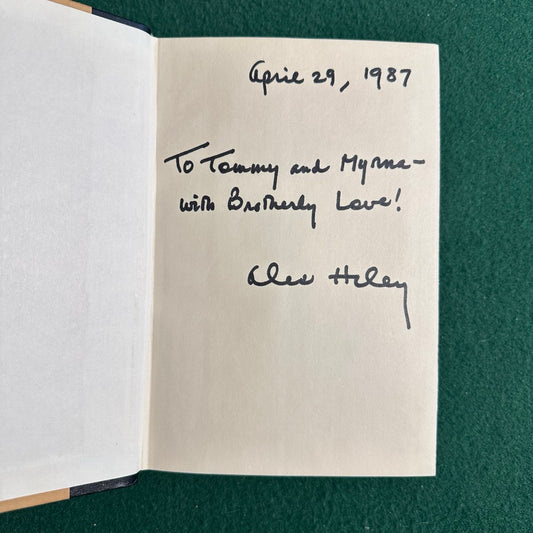 April 29, 1987
To Tommy and Myrna-
with Brotherly Love!
Alex Haley